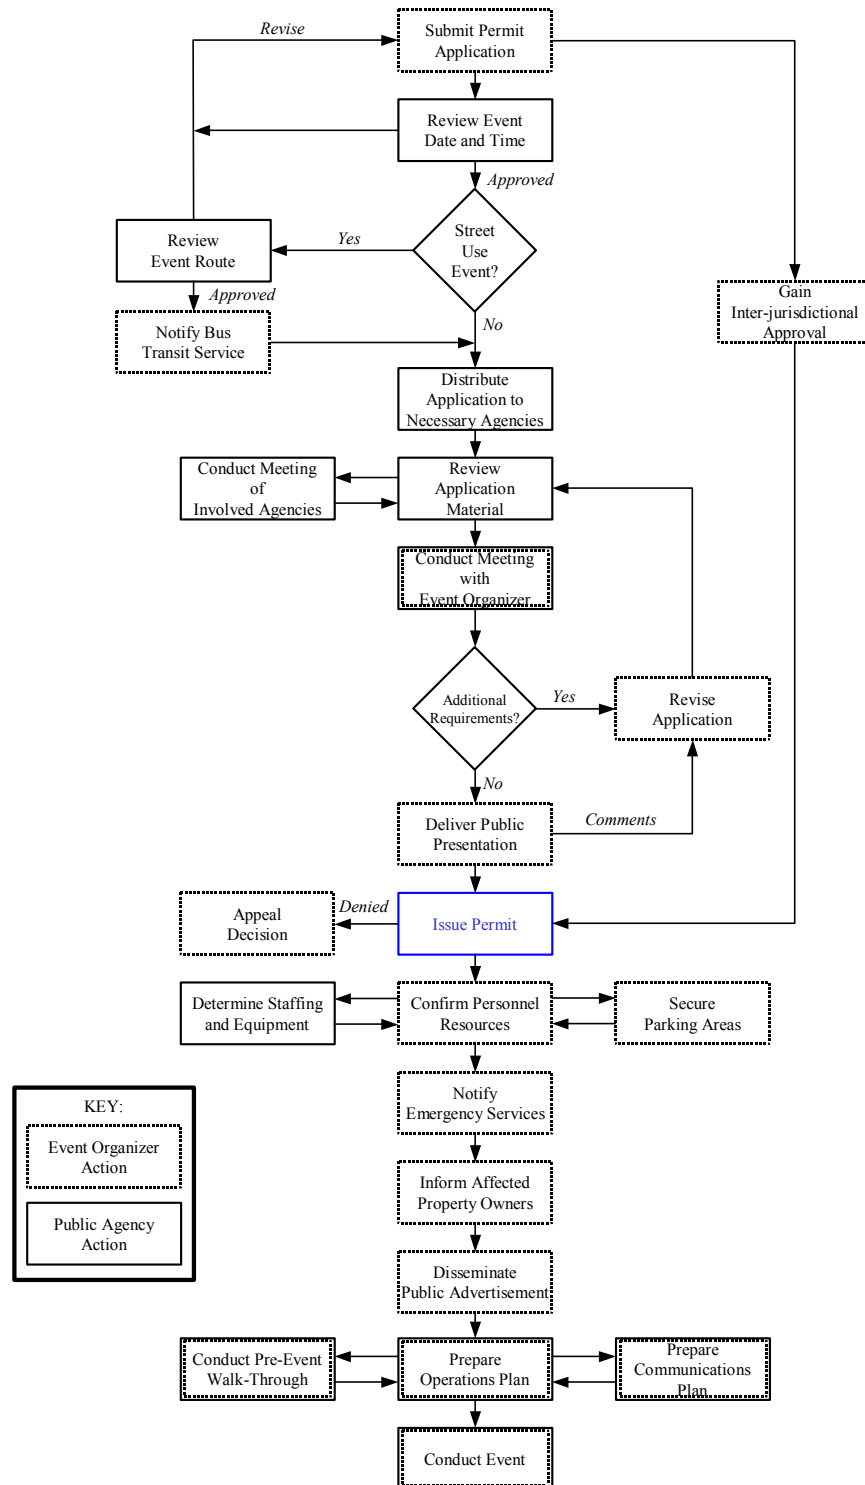 Revise
Submit Permit
Application
Review Event
Date and Time
Approved
Street
Use
Event?
Yes
Review
Event Route
Approved
Notify Bus
Transit Service
No
Gain
Inter-jurisdictional
Approval
Distribute
Application to
Necessary Agencies
Conduct Meeting
of
Involved Agencies
Review
Application
Material
Conduct Meeting
with
Event Organizer
Additional
Requirements?
Yes
Revise
Application
No
Deliver Public
Presentation
Comments
Appeal
Decision
Denied
Issue Permit
Determine Staffing
and Equipment
Confirm Personnel
Resources
Secure
Parking Areas
Notify
Emergency Services
KEY:
Event Organizer
Action
Public Agency
Action
Inform Affected
Property Owners
Disseminate
Public Advertisement
Conduct Pre-Event
Walk-Through
Prepare
Operations Plan
Prepare
Communications
Plan
Conduct Event